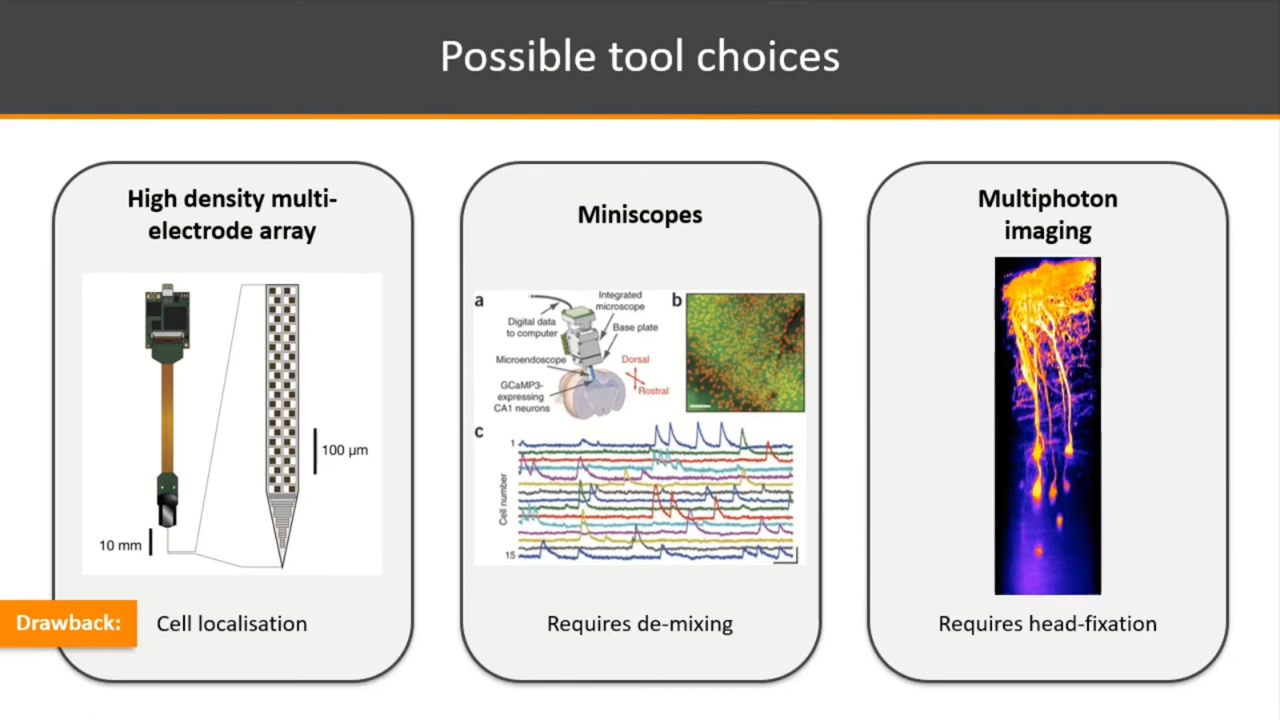 Possible tool choices
High density multi-
electrode array
100 µm
10 mm
Miniscopes
a
Digital data
to computer
Integrated
microscope
Base plate
Microendoscope
Dorsal
Rostral
GCaMP3-
expressing
CA1 neurons
b
c
1
Cell number
15
Multiphoton
imaging
Drawback:
Cell localisation
Requires de-mixing
Requires head-fixation